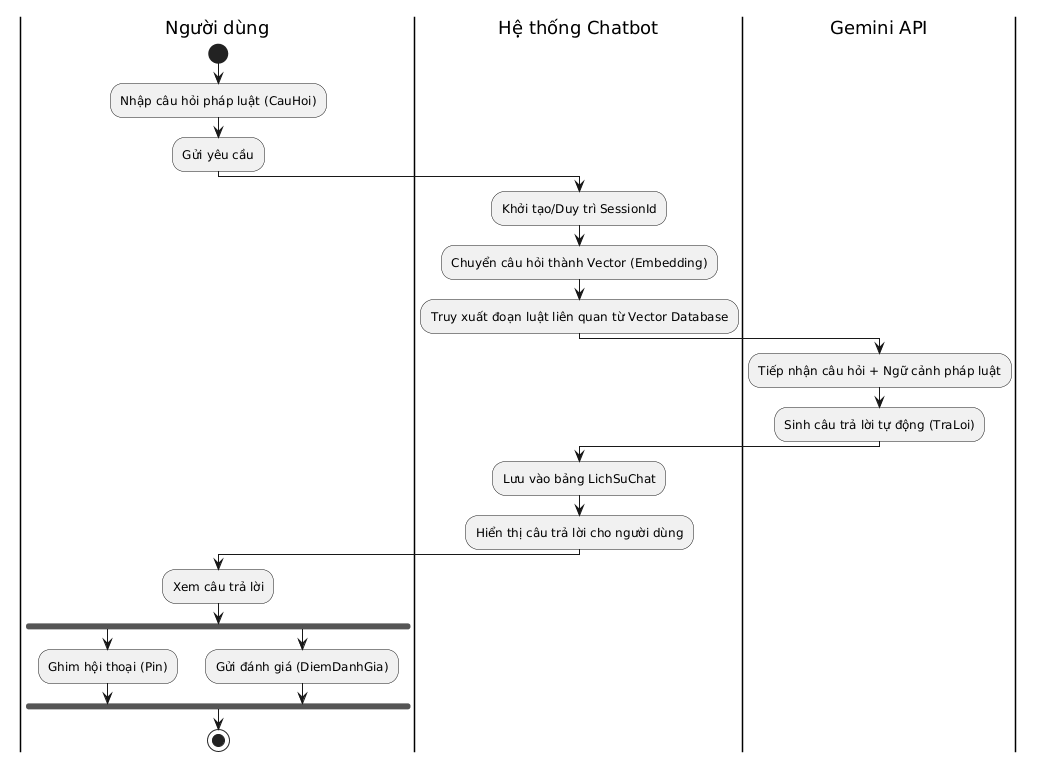 Người dùng
Hệ thống Chatbot
Gemini API
Nhập câu hỏi pháp luật (CauHoi)
Gửi yêu cầu
Khởi tạo/Duy trì SessionId
Chuyển câu hỏi thành Vector (Embedding)
Truy xuất đoạn luật liên quan từ Vector Database
Tiếp nhận câu hỏi + Ngữ cảnh pháp luật
Sinh câu trả lời tự động (TraLoi)
Lưu vào bảng LichSuChat
Hiển thị câu trả lời cho người dùng
Xem câu trả lời
Ghim hội thoại (Pin)
Gửi đánh giá (DiemDanhGia)